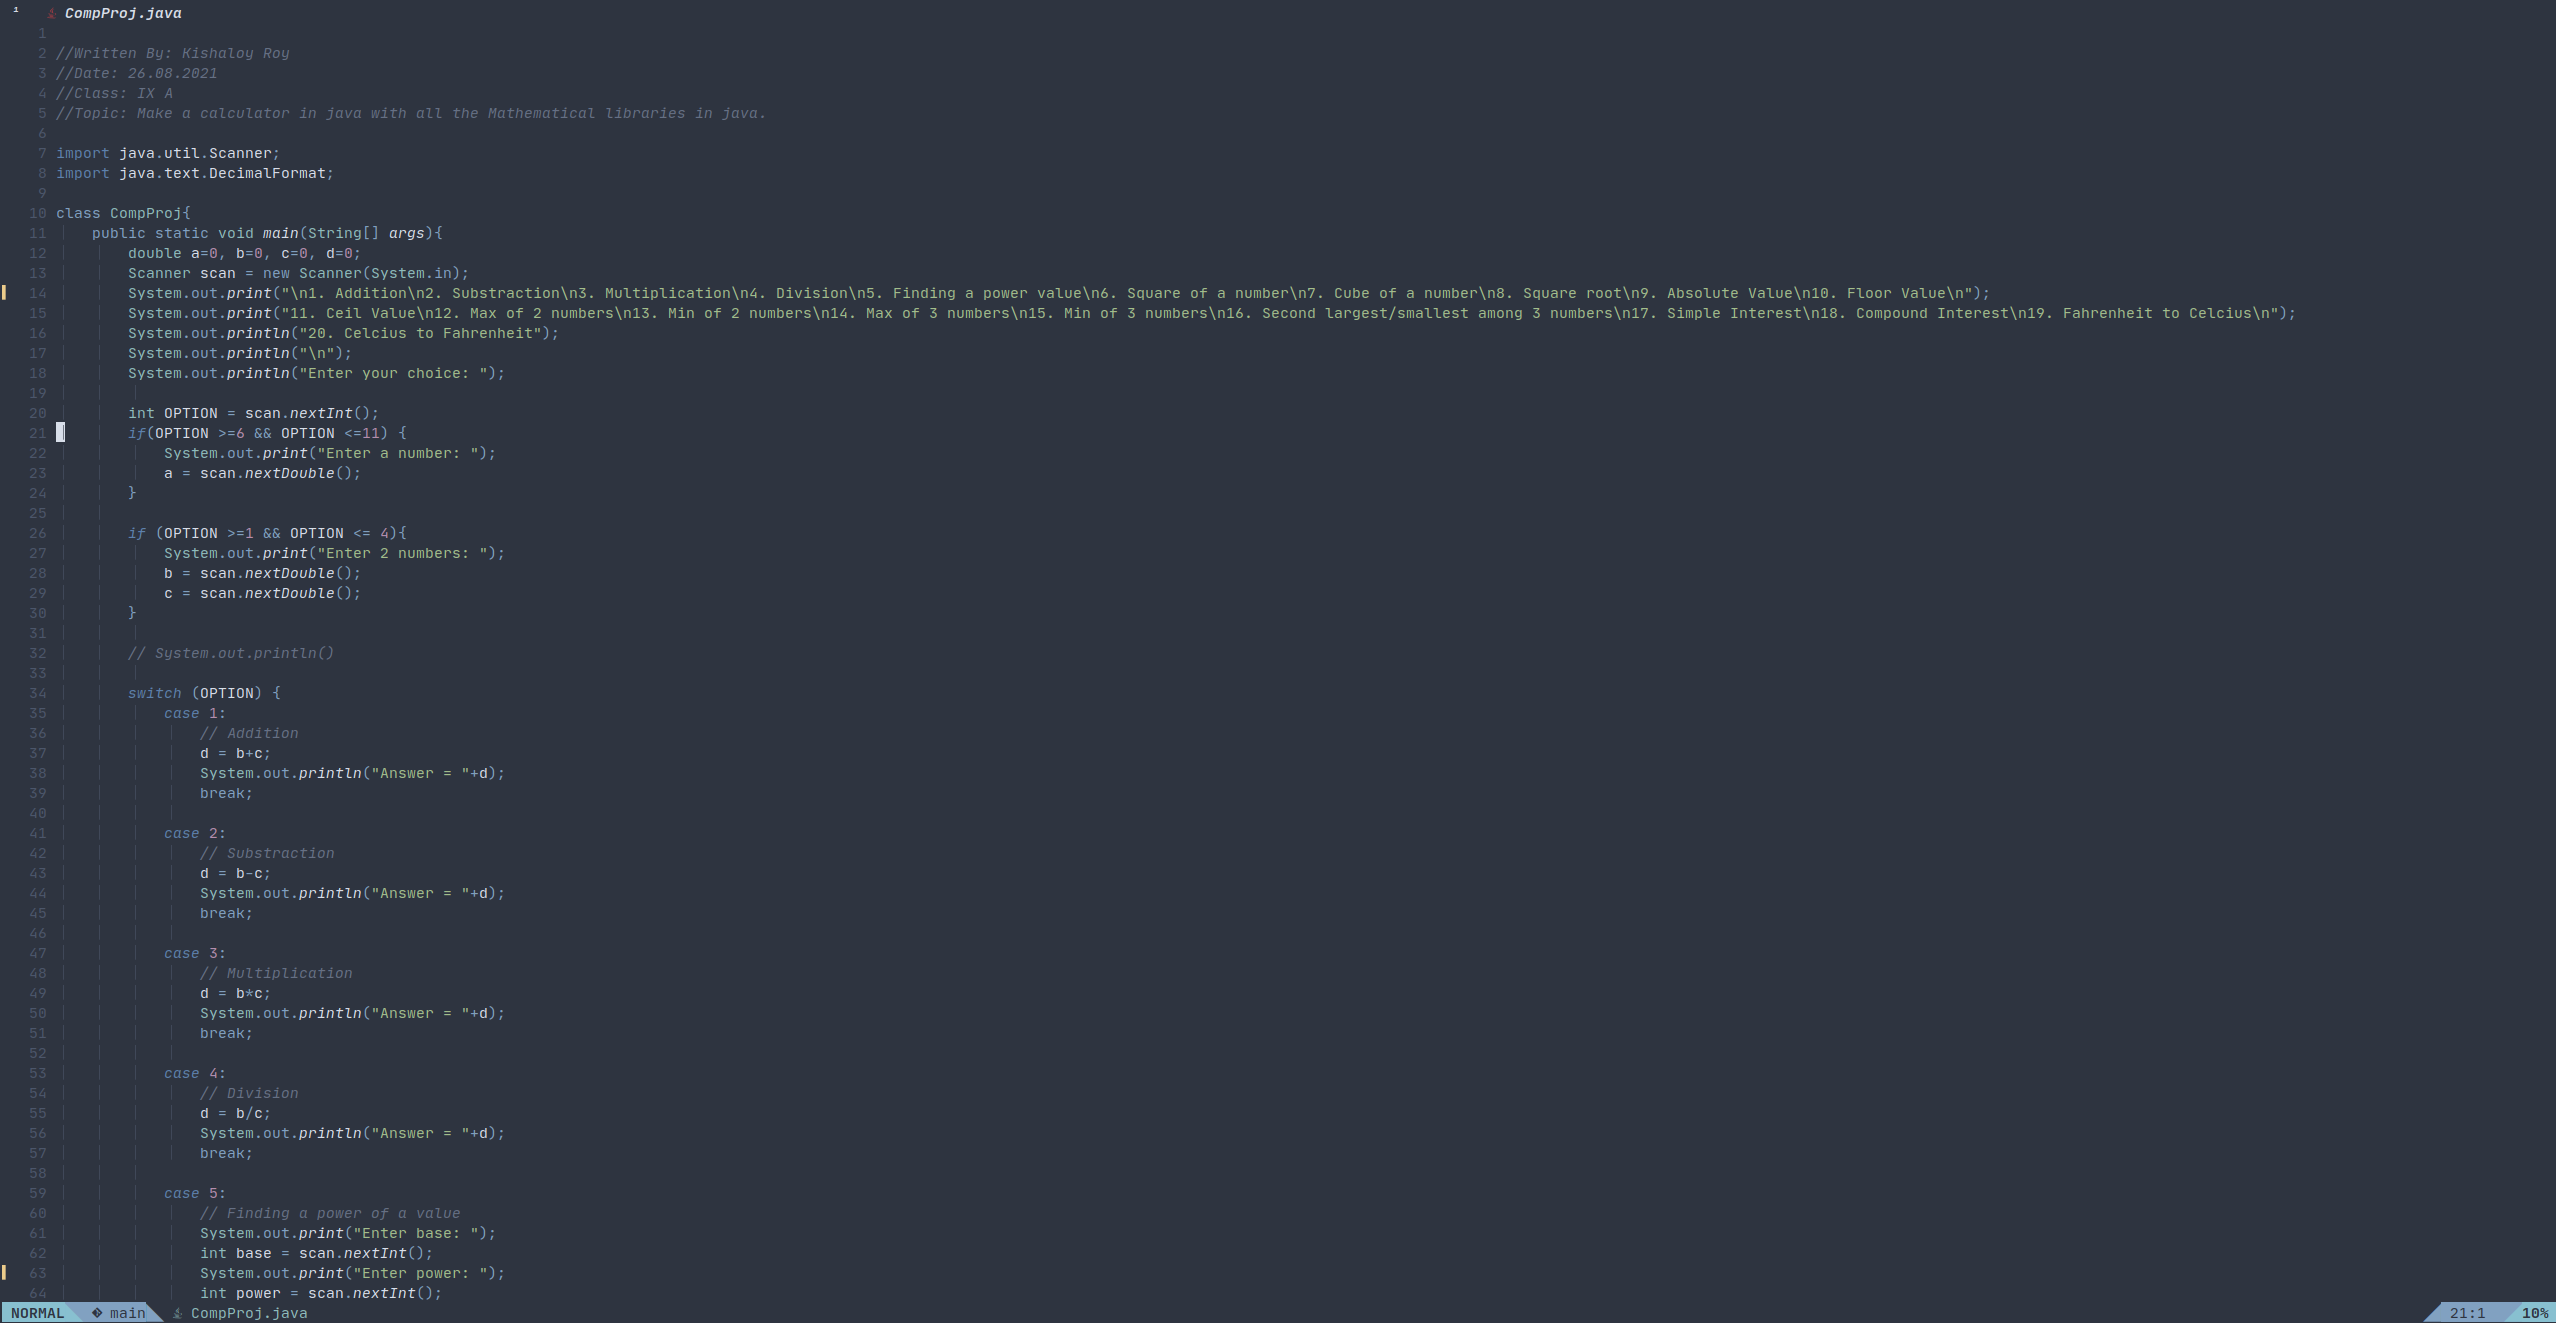 1 CompProj.java
1
2 //Written By: Kishaloy Roy
3 //Date: 26.08.2021
4 //Class: IX A
5 //Topic: Make a calculator in java with all the Mathematical libraries in java.
6
7 import java.util.Scanner;
8 import java.text.DecimalFormat;
9
10 class CompProj{
11 public static void main(String[] args){
12 double a=0, b=0, c=0, d=0;
13 Scanner scan = new Scanner(System.in);
14 System.out.print("\n1. Addition\n2. Substraction\n3. Multiplication\n4. Division\n5. Finding a power value\n6. Square of a number\n7. Cube of a number\n8. Square root\n9. Absolute Value\n10. Floor Value\n");
15 System.out.print("11. Ceil Value\n12. Max of 2 numbers\n13. Min of 2 numbers\n14. Max of 3 numbers\n15. Min of 3 numbers\n16. Second largest/smallest among 3 numbers\n17. Simple Interest\n18. Compound Interest\n19. Fahrenheit to Celcius\n");
16 System.out.println("20. Celcius to Fahrenheit");
17 System.out.println("\n");
18 System.out.println("Enter your choice: ");
19
20 int OPTION = scan.nextInt();
21 if(OPTION >=6 && OPTION <=11) {
22 System.out.print("Enter a number: ");
23 a = scan.nextDouble();
24 }
25
26 if (OPTION >=1 && OPTION <= 4){
27 System.out.print("Enter 2 numbers: ");
28 b = scan.nextDouble();
29 c = scan.nextDouble();
30 }
31
32 // System.out.println()
33
34 switch (OPTION) {
35 case 1:
36 // Addition
37 d = b+c;
38 System.out.println("Answer = "+d);
39 break;
40
41 case 2:
42 // Substraction
43 d = b-c;
44 System.out.println("Answer = "+d);
45 break;
46
47 case 3:
48 // Multiplication
49 d = b*c;
50 System.out.println("Answer = "+d);
51 break;
52
53 case 4:
54 // Division
55 d = b/c;
56 System.out.println("Answer = "+d);
57 break;
58
59 case 5:
60 // Finding a power of a value
61 System.out.print("Enter base: ");
62 int base = scan.nextInt();
63 System.out.print("Enter power: ");
64 int power = scan.nextInt();
NORMAL main CompProj.java 21:1 10%